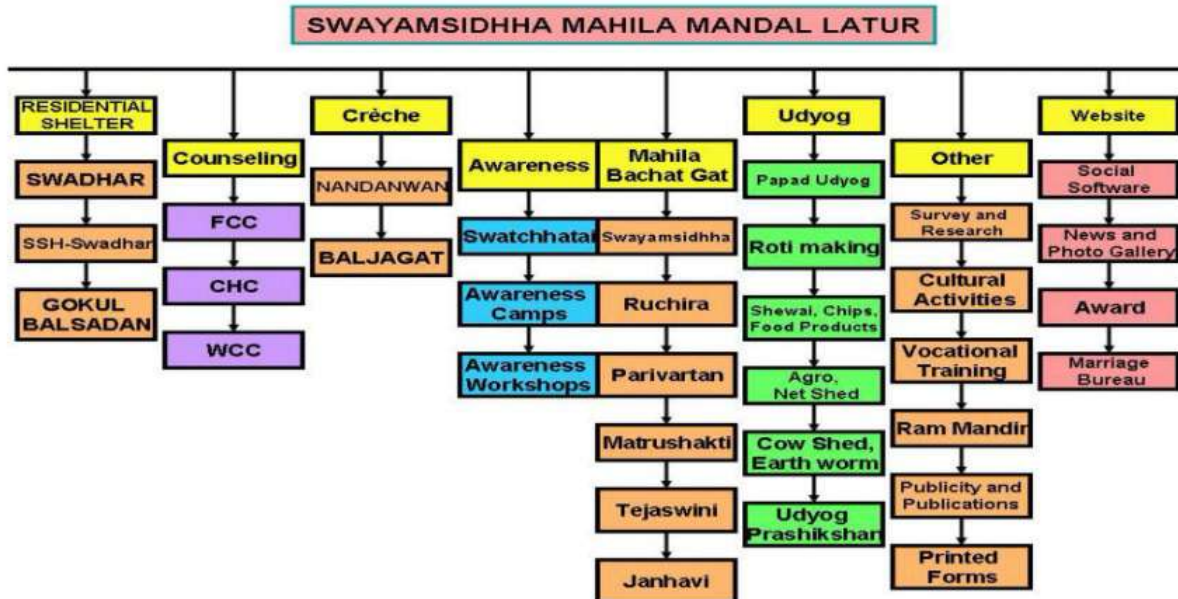 SWAYAMSIDHHA MAHILA MANDAL LATUR
RESIDENTIAL
SHELTER
SWADHAR
SSH-Swadhar
GOKUL
BALSADAN
Counseling
FCC
CHC
WCC
Crèche
NANDANWAN
BALJAGAT
Awareness
Swatchhatai
Awareness
Camps
Awareness
Workshops
Mahila
Bachat Gat
Swayamsidhha
Ruchira
Parivartan
Matrushakti
Tejaswini
Janhavi
Udyog
Papad Udyog
Roti making
Shewai, Chips,
Food Products
Agro,
Net Shed
Cow Shed,
Earth worm
Udyog
Prashikshan
Other
Survey and
Research
Cultural
Activities
Vocational
Training
Ram Mandir
Publicity and
Publications
Printed
Forms
Website
Social
Software
News and
Photo Gallery
Award
Marriage
Bureau